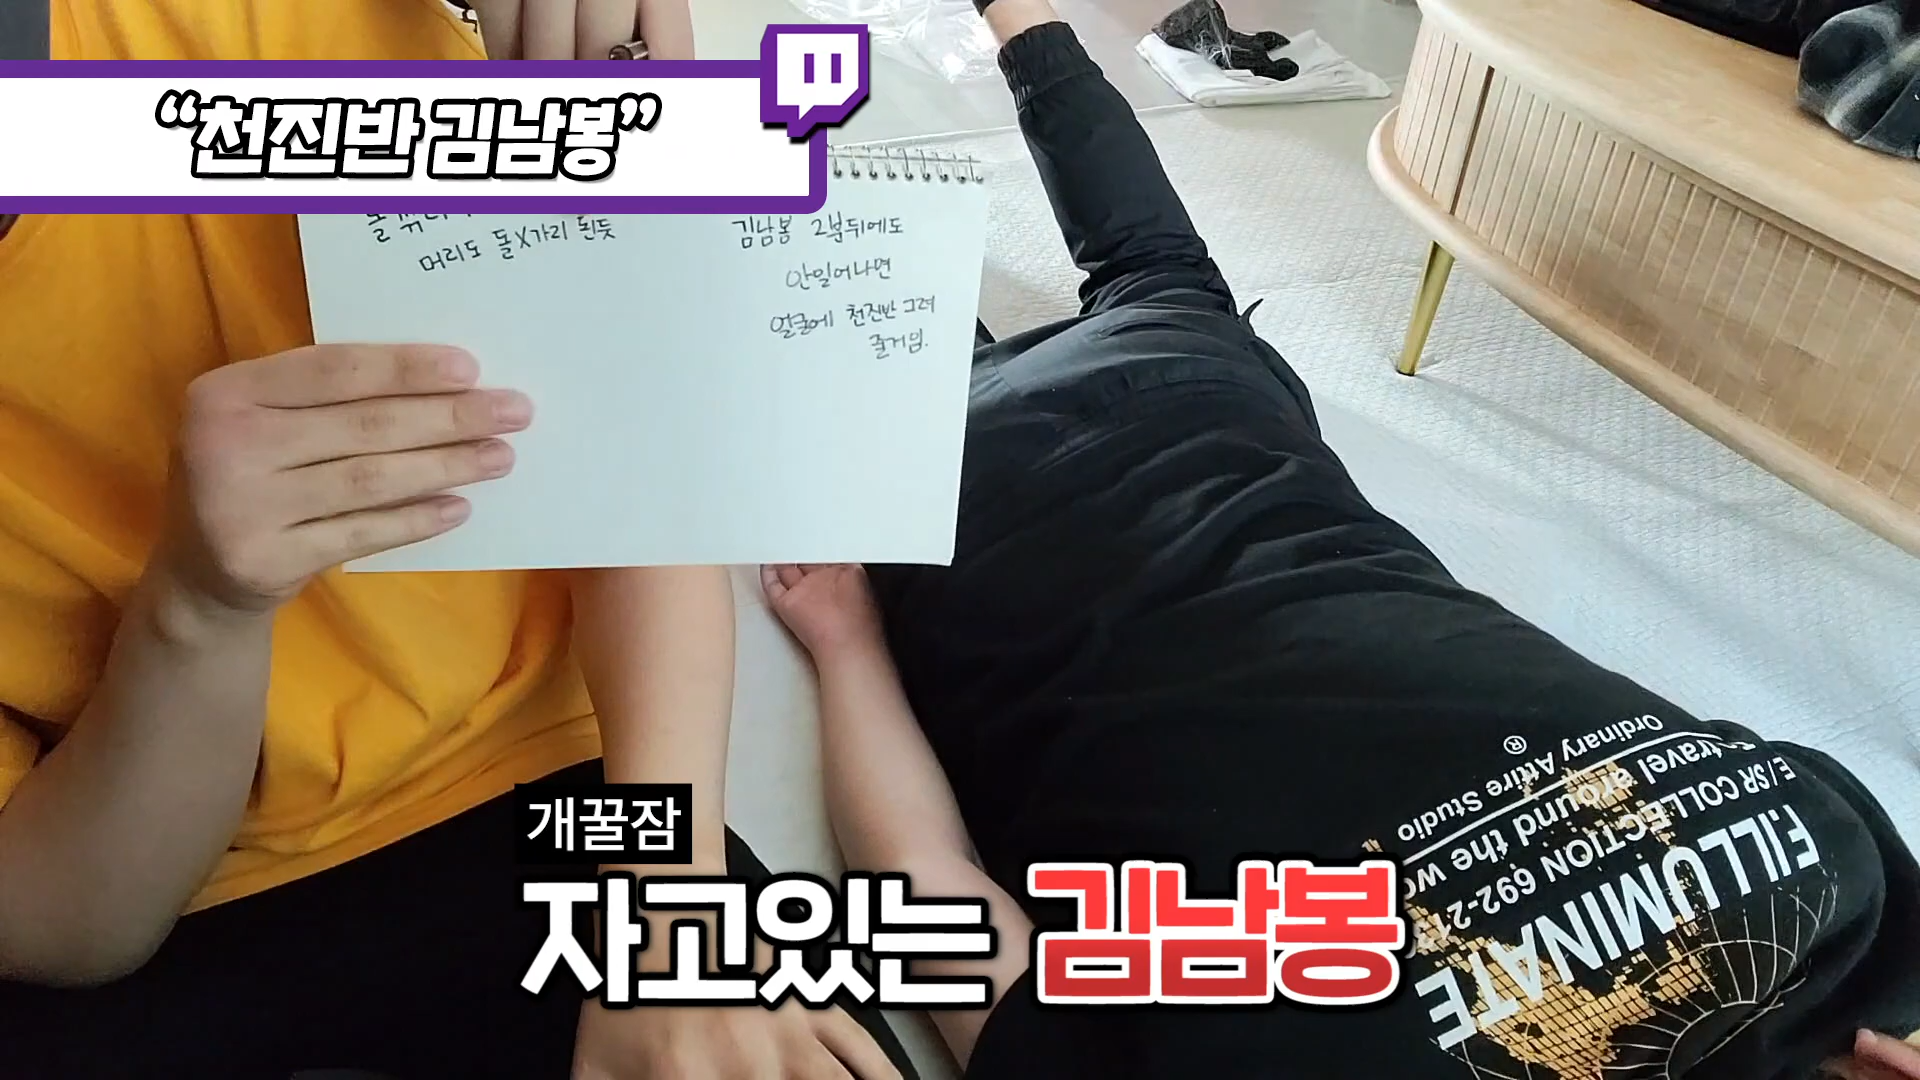 “천진반 김남봉”
머리도 돌X가리 된듯
김남봉 2분뒤에도
안일어나면
얼굴에 천진반 그려
줄거임.
개꿀잠
자고있는 김남봉
FILLUMINATE
E/SR COLLECTION 692-21
travel around the wo
Ordinary Attire Studio
®